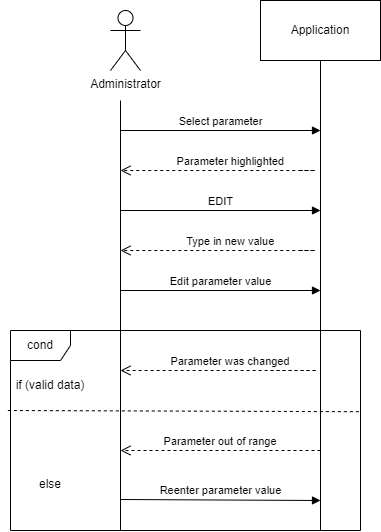 Application
Administrator
Select parameter
Parameter highlighted
EDIT
Type in new value
Edit parameter value
cond
Parameter was changed
if (valid data)
Parameter out of range
else
Reenter parameter value